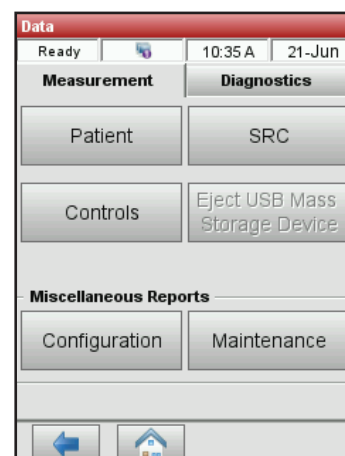 Data
Ready 10:35 A 21-Jun
Measurement Diagnostics
Patient SRC
Controls Eject USB Mass
Storage Device
Miscellaneous Reports
Configuration Maintenance